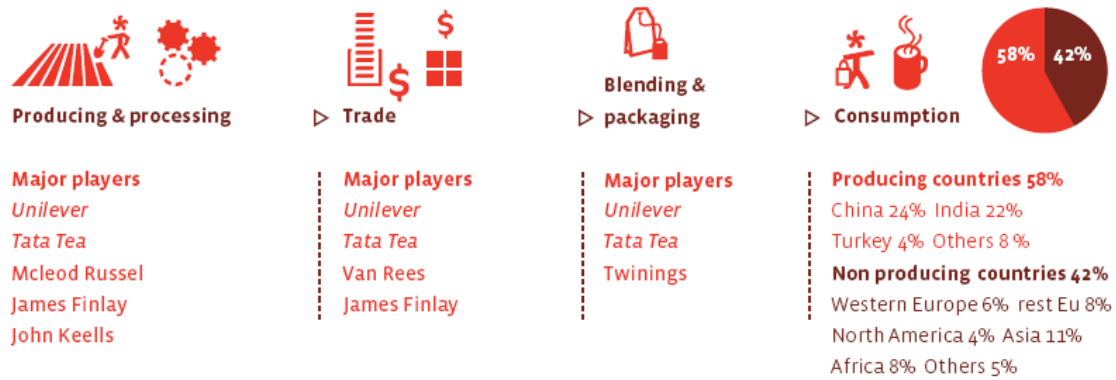 $
$
58% 42%
Producing & processing
Trade
Blending &
packaging
Consumption
Major players
Unilever
Tata Tea
Mcleod Russel
James Finlay
John Keells
Major players
Unilever
Tata Tea
Van Rees
James Finlay
Major players
Unilever
Tata Tea
Twinings
Producing countries 58%
China 24% India 22%
Turkey 4% Others 8 %
Non producing countries 42%
Western Europe 6% rest Eu 8%
North America 4% Asia 11%
Africa 8% Others 5%